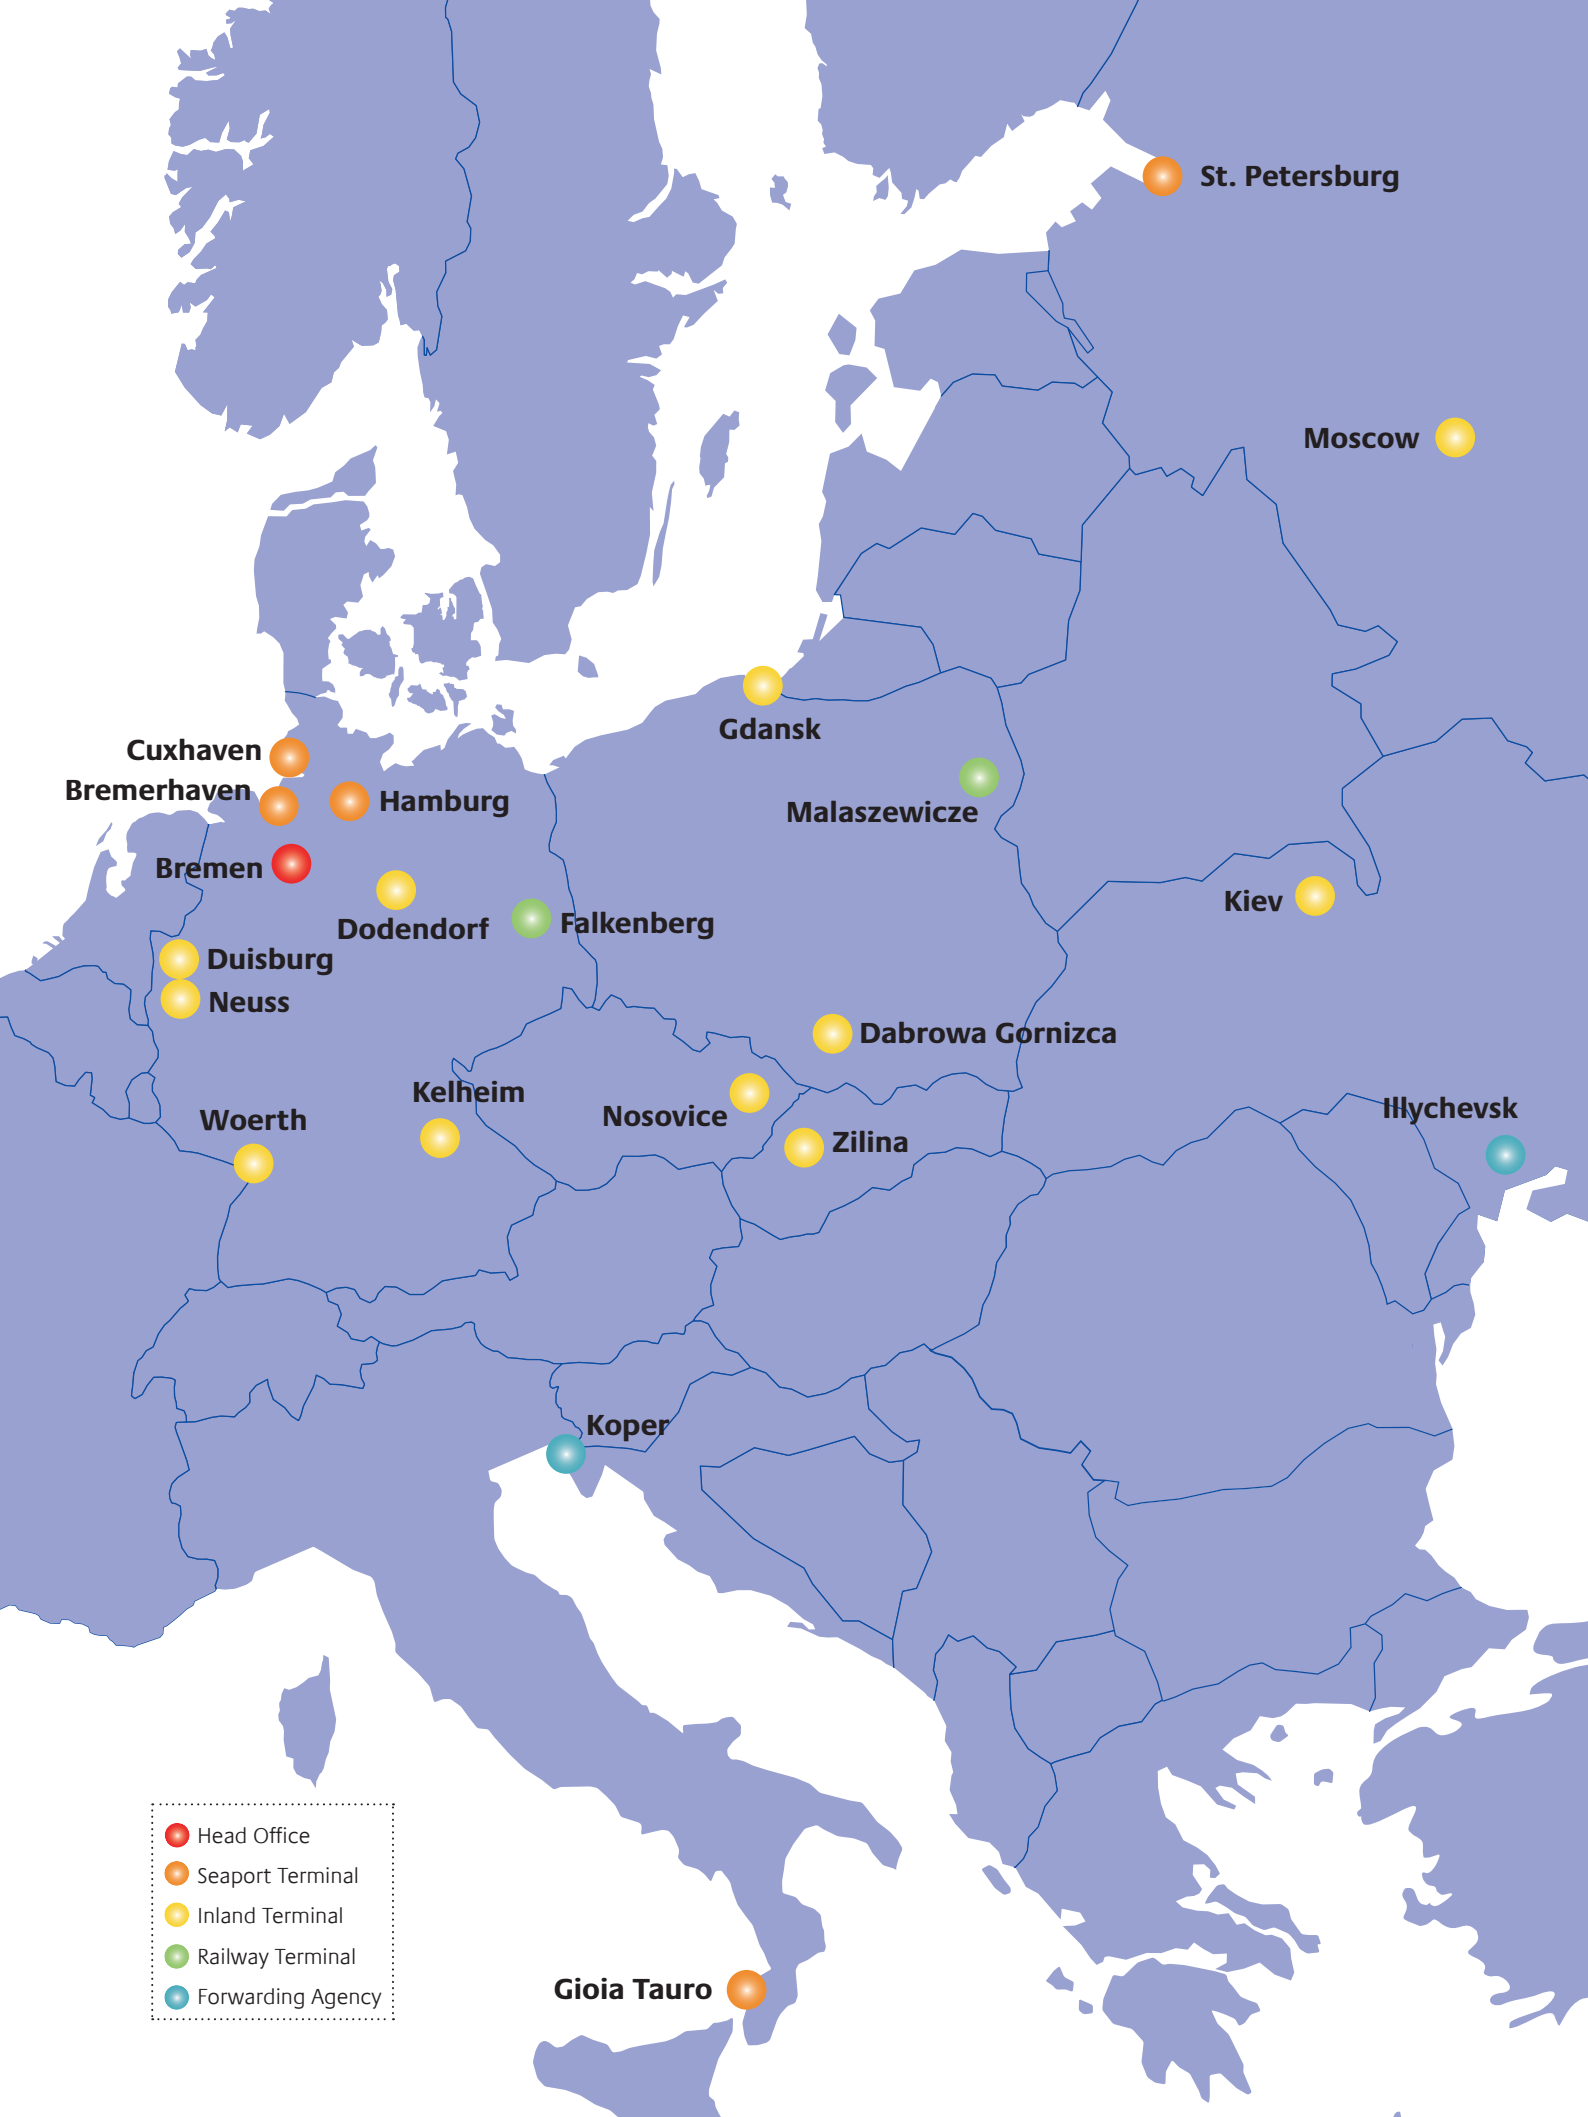 St. Petersburg
Moscow
Gdansk
Cuxhaven
Malaszewicze
Bremerhaven
Hamburg
Bremen
Kiev
Dodendorf
Falkenberg
Duisburg
Neuss
Dabrowa Gornizca
Kelheim
Nosovice
Illychevsk
Woerth
Zilina
Koper
Head Office
Seaport Terminal
Inland Terminal
Railway Terminal
Forwarding Agency
Gioia Tauro